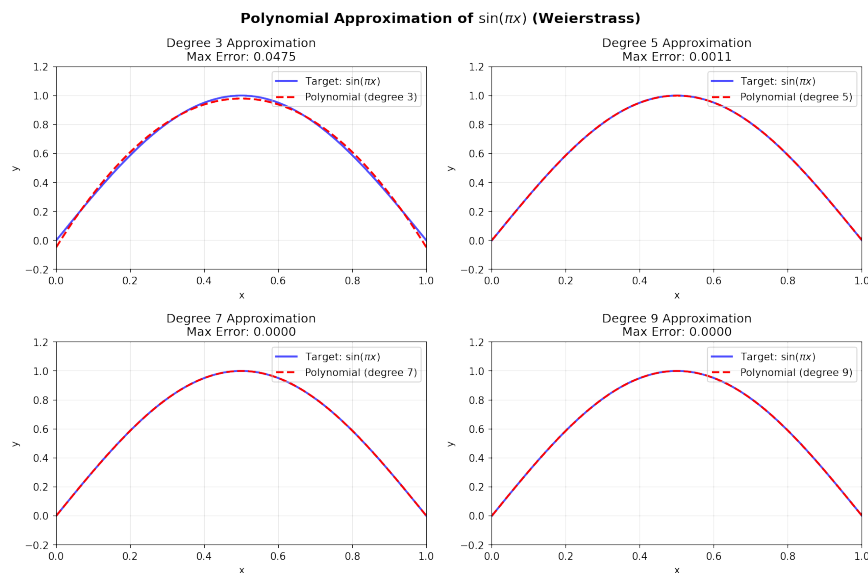 Polynomial Approximation of sin(πx) (Weierstrass)
Degree 3 Approximation
Max Error: 0.0475
1.2
1.0
0.8
0.6
0.4
0.2
0.0
−0.2
y
Target: sin(πx)
Polynomial (degree 3)
0.0 0.2 0.4 0.6 0.8 1.0
x
Degree 5 Approximation
Max Error: 0.0011
1.2
1.0
0.8
0.6
0.4
0.2
0.0
−0.2
y
Target: sin(πx)
Polynomial (degree 5)
0.0 0.2 0.4 0.6 0.8 1.0
x
Degree 7 Approximation
Max Error: 0.0000
1.2
1.0
0.8
0.6
0.4
0.2
0.0
−0.2
y
Target: sin(πx)
Polynomial (degree 7)
0.0 0.2 0.4 0.6 0.8 1.0
x
Degree 9 Approximation
Max Error: 0.0000
1.2
1.0
0.8
0.6
0.4
0.2
0.0
−0.2
y
Target: sin(πx)
Polynomial (degree 9)
0.0 0.2 0.4 0.6 0.8 1.0
x